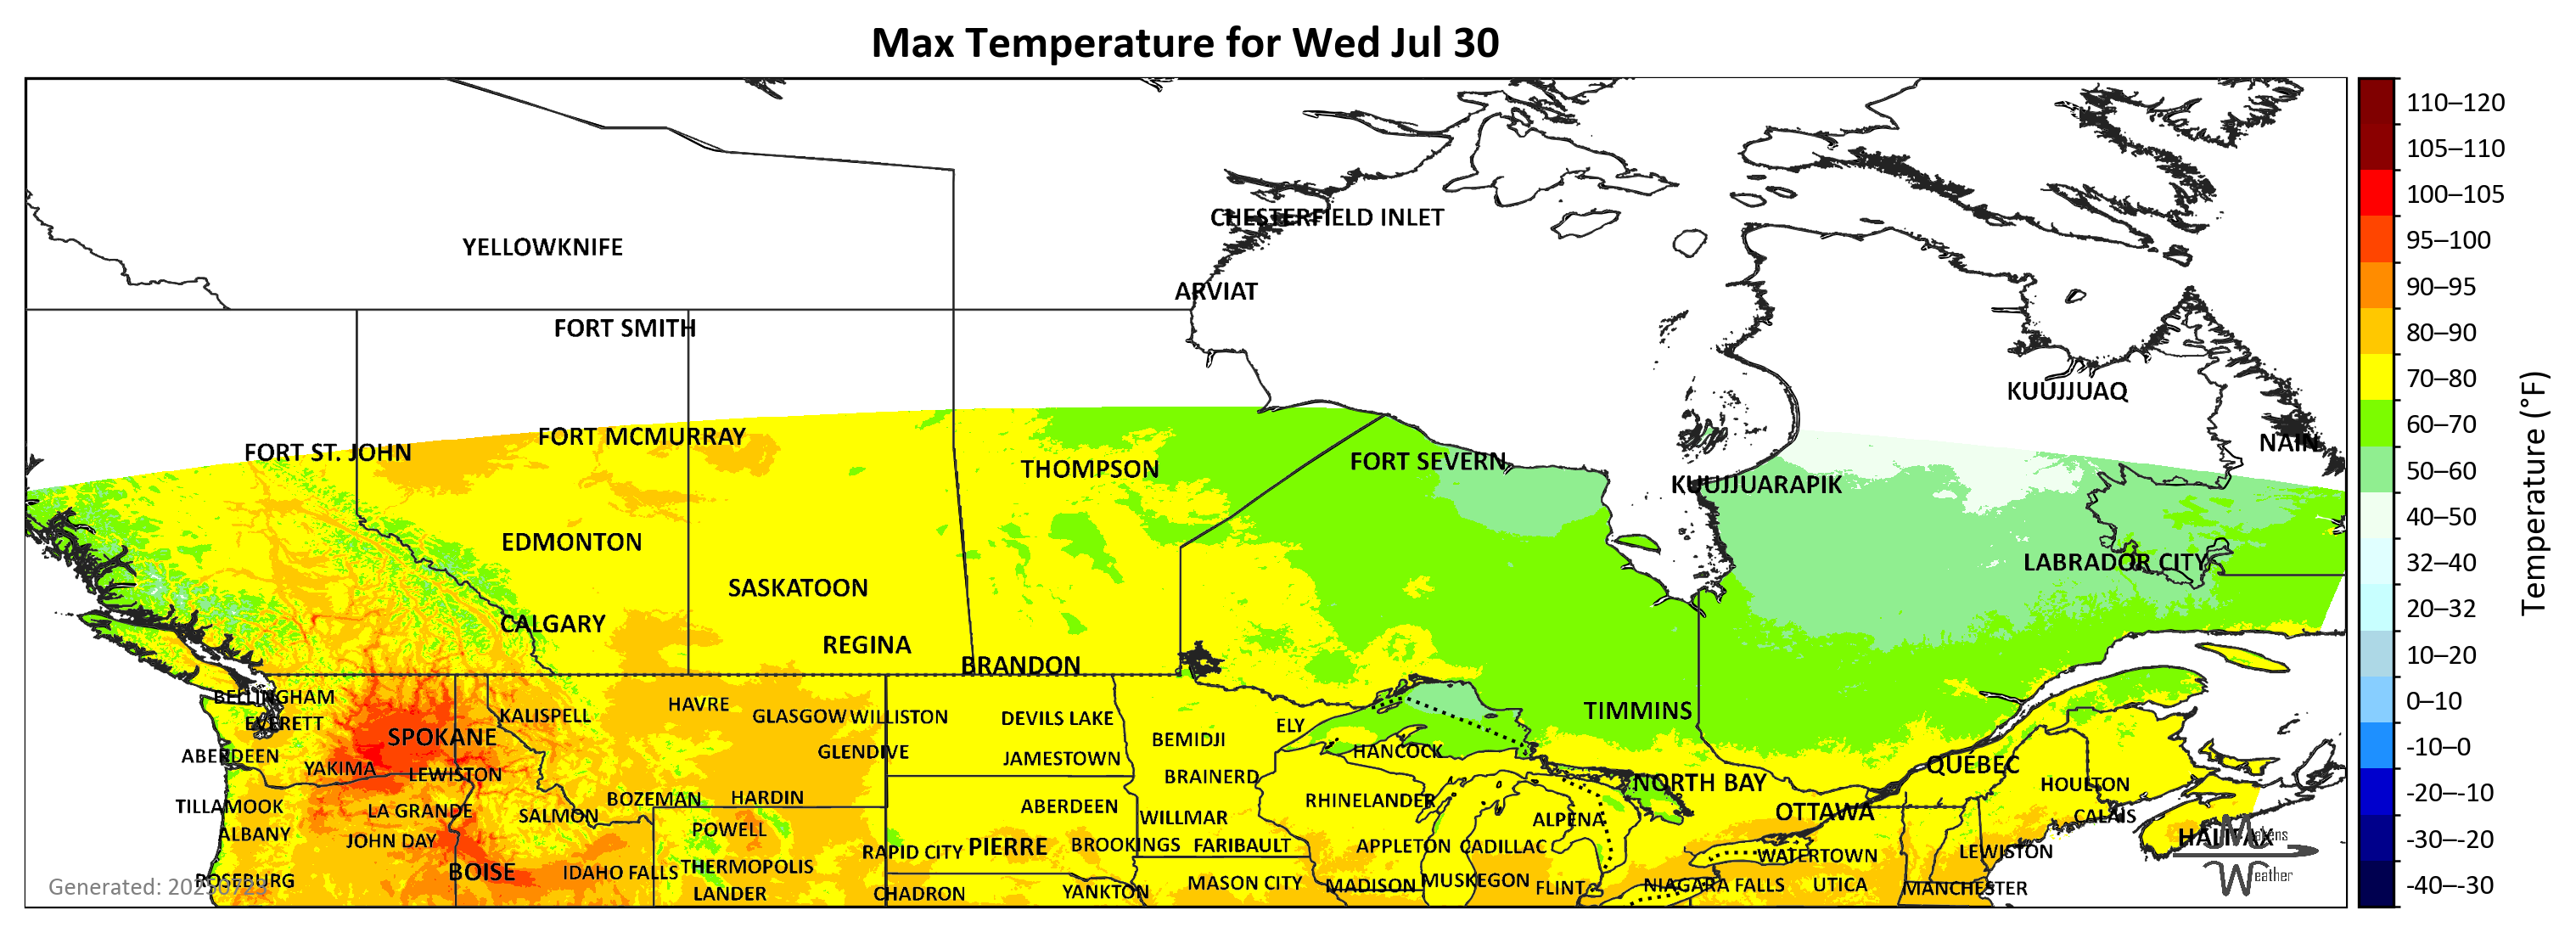 Max Temperature for Wed Jul 30
110–120
105–110
100–105
95–100
90–95
80–90
70–80
60–70
50–60
40–50
32–40
20–32
10–20
0–10
-10–0
-20–-10
-30–-20
-40–-30
Temperature (°F)
CHESTERFIELD INLET
YELLOWKNIFE
ARVIAT
FORT SMITH
KUUJJUAQ
FORT MCMURRAY
NAIN
FORT ST. JOHN
FORT SEVERN
THOMPSON
KUUJJUARAPIK
EDMONTON
LABRADOR CITY
SASKATOON
CALGARY
REGINA
BRANDON
BELLINGHAM
HAVRE
TIMMINS
KALISPELL
GLASGOW
WILLISTON
DEVILS LAKE
EVERETT
ELY
SPOKANE
BEMIDJI
HANCOCK
GLENDIVE
ABERDEEN
JAMESTOWN
QUÉBEC
YAKIMA
LEWISTON
BRAINERD
NORTH BAY
HOULTON
BOZEMAN
HARDIN
RHINELANDER
TILLAMOOK
ABERDEEN
LA GRANDE
OTTAWA
SALMON
WILLMAR
ALPENA
CALAIS
POWELL
ALBANY
HALIFAX
JOHN DAY
BROOKINGS
FARIBAULT
APPLETON
CADILLAC
PIERRE
RAPID CITY
LEWISTON
WATERTOWN
THERMOPOLIS
BOISE
IDAHO FALLS
ROSEBURG
MUSKEGON
MASON CITY
MADISON
FLINT
NIAGARA FALLS
UTICA
MANCHESTER
LANDER
CHADRON
YANKTON
Makens
Weather